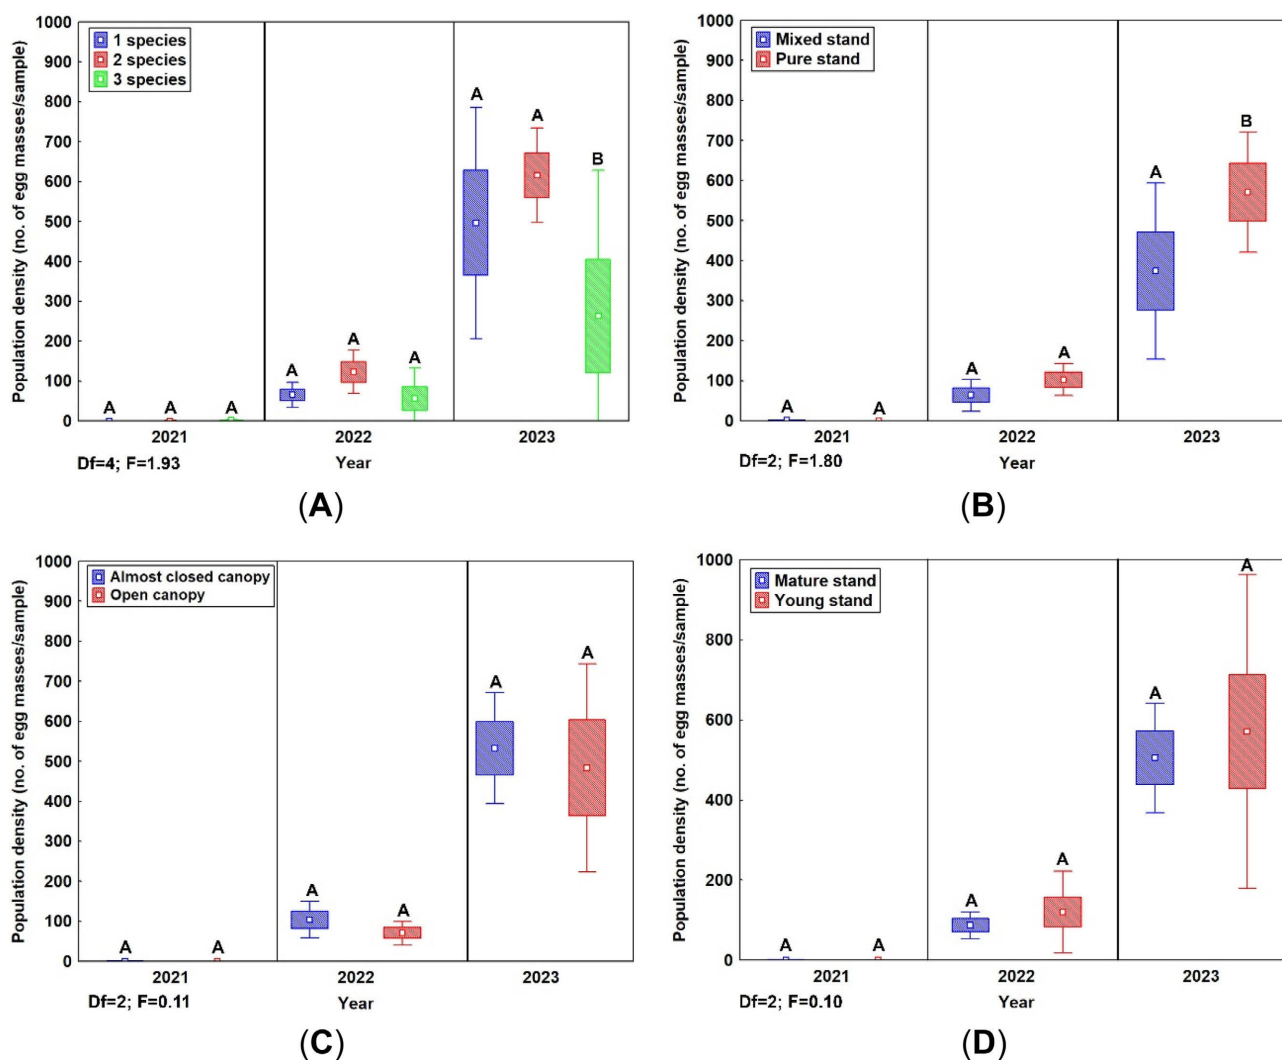 Population density (no. of egg masses/sample)
1000
900
800
700
600
500
400
300
200
100
0
1 species
2 species
3 species
A
A
A
A
A
A
A
A
B
2021
2022
2023
Df=4; F=1.93
Year
(A)
Population density (no. of egg masses/sample)
1000
900
800
700
600
500
400
300
200
100
0
Mixed stand
Pure stand
A
A
A
A
A
B
2021
2022
2023
Df=2; F=1.80
Year
(B)
Population density (no. of egg masses/sample)
1000
900
800
700
600
500
400
300
200
100
0
Almost closed canopy
Open canopy
A
A
A
A
A
A
2021
2022
2023
Df=2; F=0.11
Year
(C)
Population density (no. of egg masses/sample)
1000
800
600
400
200
0
Mature stand
Young stand
A
A
A
A
A
A
2021
2022
2023
Df=2; F=0.10
Year
(D)